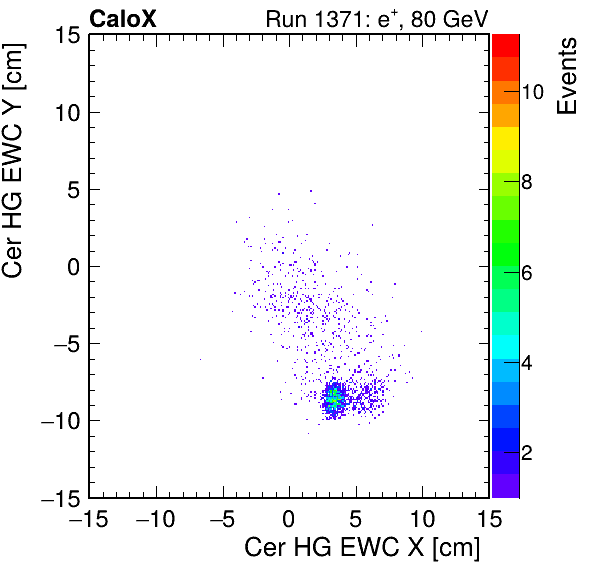 CaloX Run 1371: e+, 80 GeV
Cer HG EWC Y [cm]
15
10
5
0
−5
−10
−15
−15 −10 −5 0 5 10 15
Cer HG EWC X [cm]
Events
10
8
6
4
2